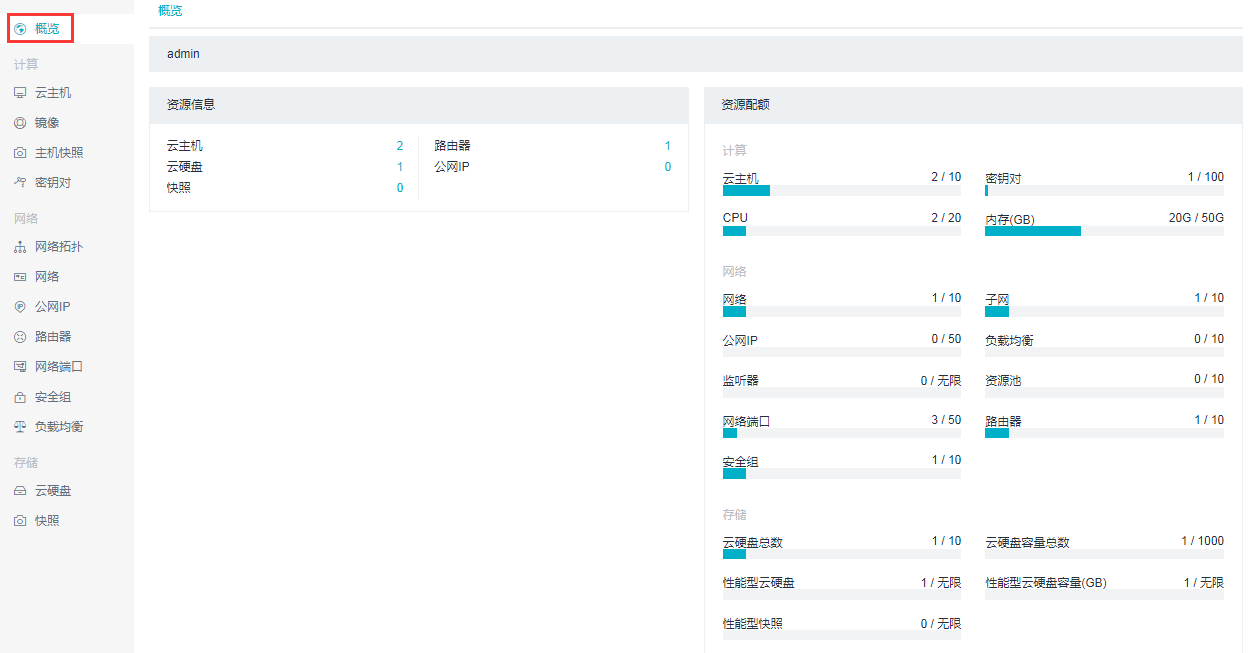 概览
计算
云主机
镜像
主机快照
密钥对
网络
网络拓扑
网络
公网IP
路由器
网络端口
安全组
负载均衡
存储
云硬盘
快照
概览
admin
资源信息
云主机 2
云硬盘 1
快照 0
路由器 1
公网IP 0
资源配额
计算
云主机 2 / 10
密钥对 1 / 100
CPU 2 / 20
内存(GB) 20G / 50G
网络
网络 1 / 10
子网 1 / 10
公网IP 0 / 50
负载均衡 0 / 10
监听器 0 / 无限
资源池 0 / 10
网络端口 3 / 50
路由器 1 / 10
安全组 1 / 10
存储
云硬盘总数 1 / 10
云硬盘容量总数 1 / 1000
性能型云硬盘 1 / 无限
性能型云硬盘容量(GB) 1 / 无限
性能型快照 0 / 无限